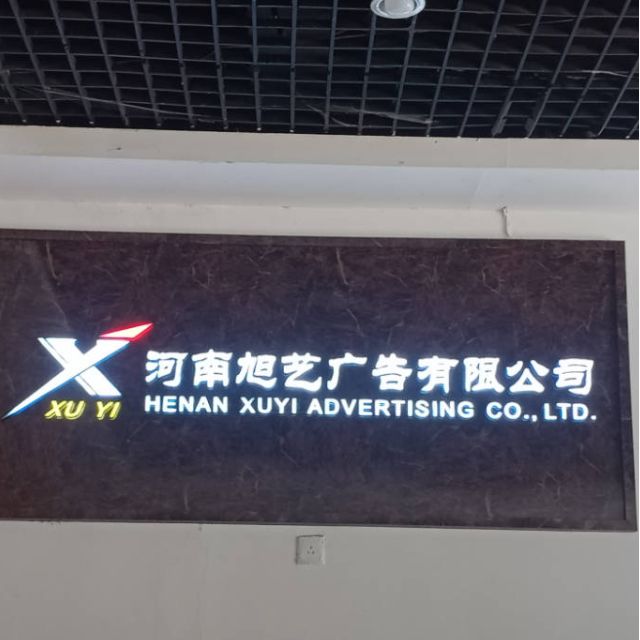 河南旭艺广告有限公司
XU YI
HENAN XUYI ADVERTISING CO., LTD.